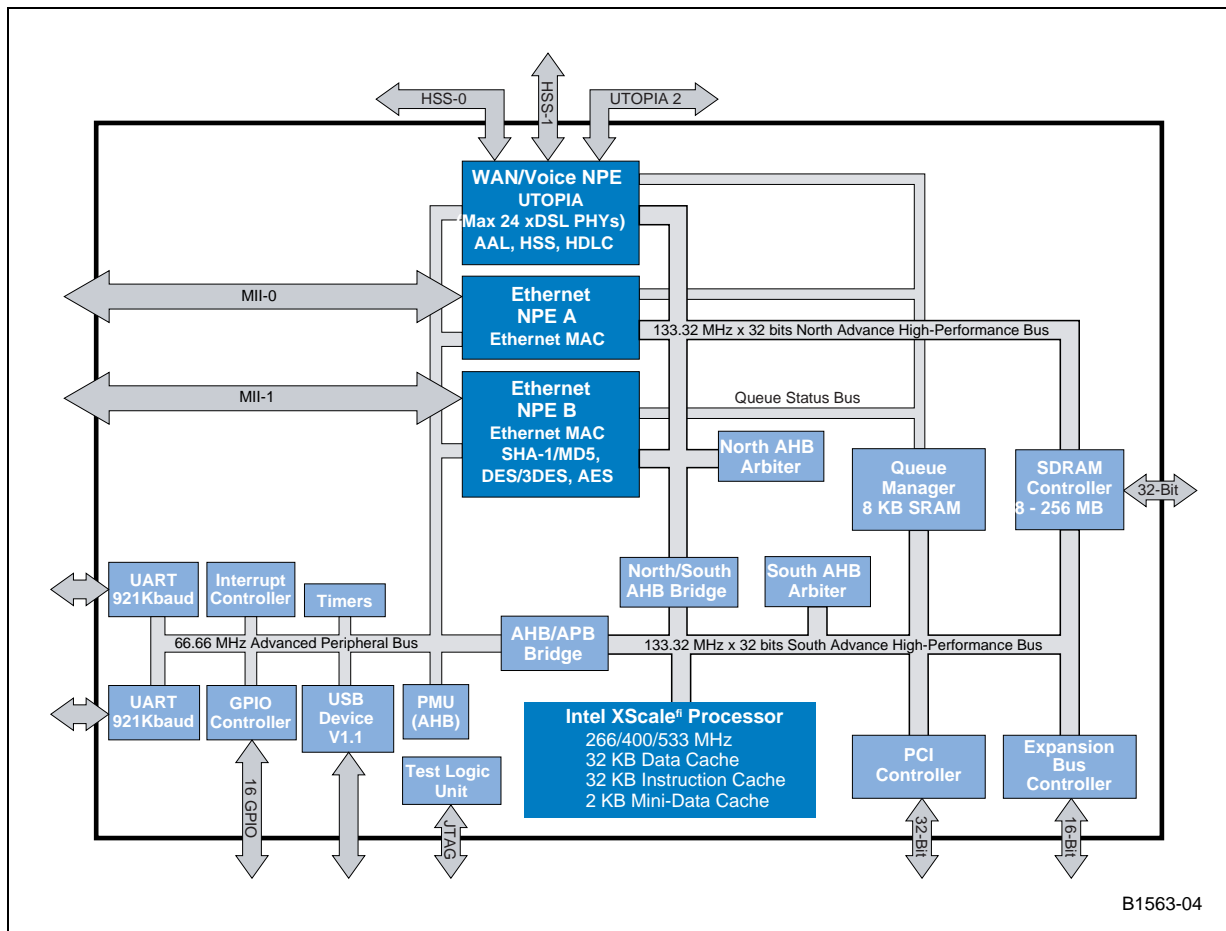 HSS-0
HSS-1
UTOPIA 2
WAN/Voice NPE
UTOPIA
(Max 24 xDSL PHYs)
AAL, HSS, HDLC
MII-0
Ethernet
NPE A
Ethernet MAC
133.32 MHz x 32 bits North Advance High-Performance Bus
MII-1
Ethernet
NPE B
Ethernet MAC
SHA-1/MD5,
DES/3DES, AES
Queue Status Bus
North AHB
Arbiter
Queue
Manager
8 KB SRAM
SDRAM
Controller
8 - 256 MB
32-Bit
UART
921Kbaud
Interrupt
Controller
Timers
North/South
AHB Bridge
South AHB
Arbiter
66.66 MHz Advanced Peripheral Bus
AHB/APB
Bridge
133.32 MHz x 32 bits South Advance High-Performance Bus
UART
921Kbaud
GPIO
Controller
USB
Device
V1.1
PMU
(AHB)
Intel XScaleﬁ Processor
266/400/533 MHz
32 KB Data Cache
32 KB Instruction Cache
2 KB Mini-Data Cache
PCI
Controller
Expansion
Bus
Controller
Test Logic
Unit
16 GPIO
JTAG
32-Bit
16-Bit
B1563-04